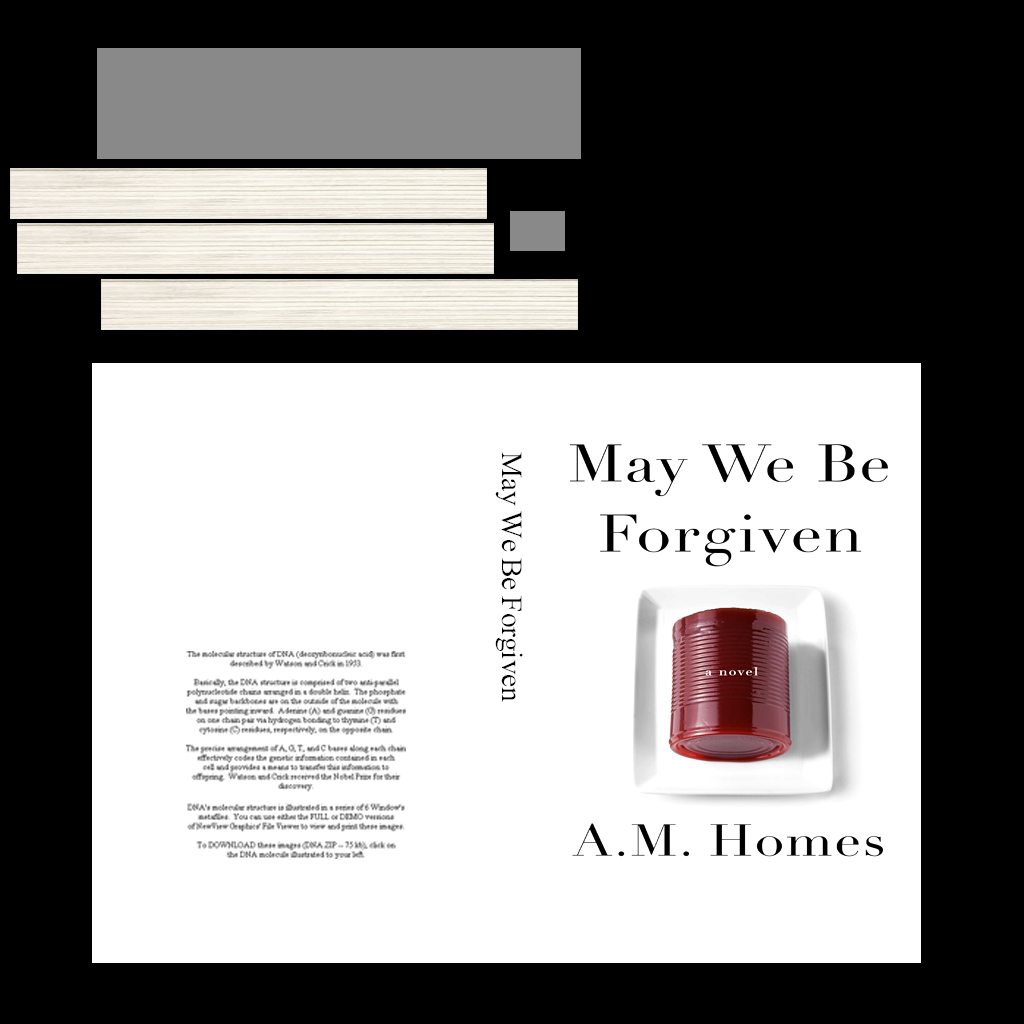 May We Be
Forgiven
a novel
A.M. Homes
May We Be Forgiven
The molecular structure of DNA (deoxyribonucleic acid) was first
described by Watson and Crick in 1953.
Basically, the DNA structure is comprised of two anti-parallel
polynucleotide chains arranged in a double helix. The phosphate
and sugar backbones are on the outside of the molecule with
the bases pointing inward. Adenine (A) and guanine (G) residues
on one chain pair via hydrogen bonding to thymine (T) and
cytosine (C) residues, respectively, on the opposite chain.
The precise arrangement of A, G, T, and C bases along each chain
effectively codes the genetic information contained in each
cell and provides a means to transfer this information to
offspring. Watson and Crick received the Nobel Prize for their
discovery.
DNA's molecular structure is illustrated in a series of 6 Window's
metafiles. You can use either the FULL or DEMO versions
of NewView Graphics' File Viewer to view and print these images.
To DOWNLOAD these images (DNA.ZIP -- 75 kb), click on
the DNA molecule illustrated to your left.